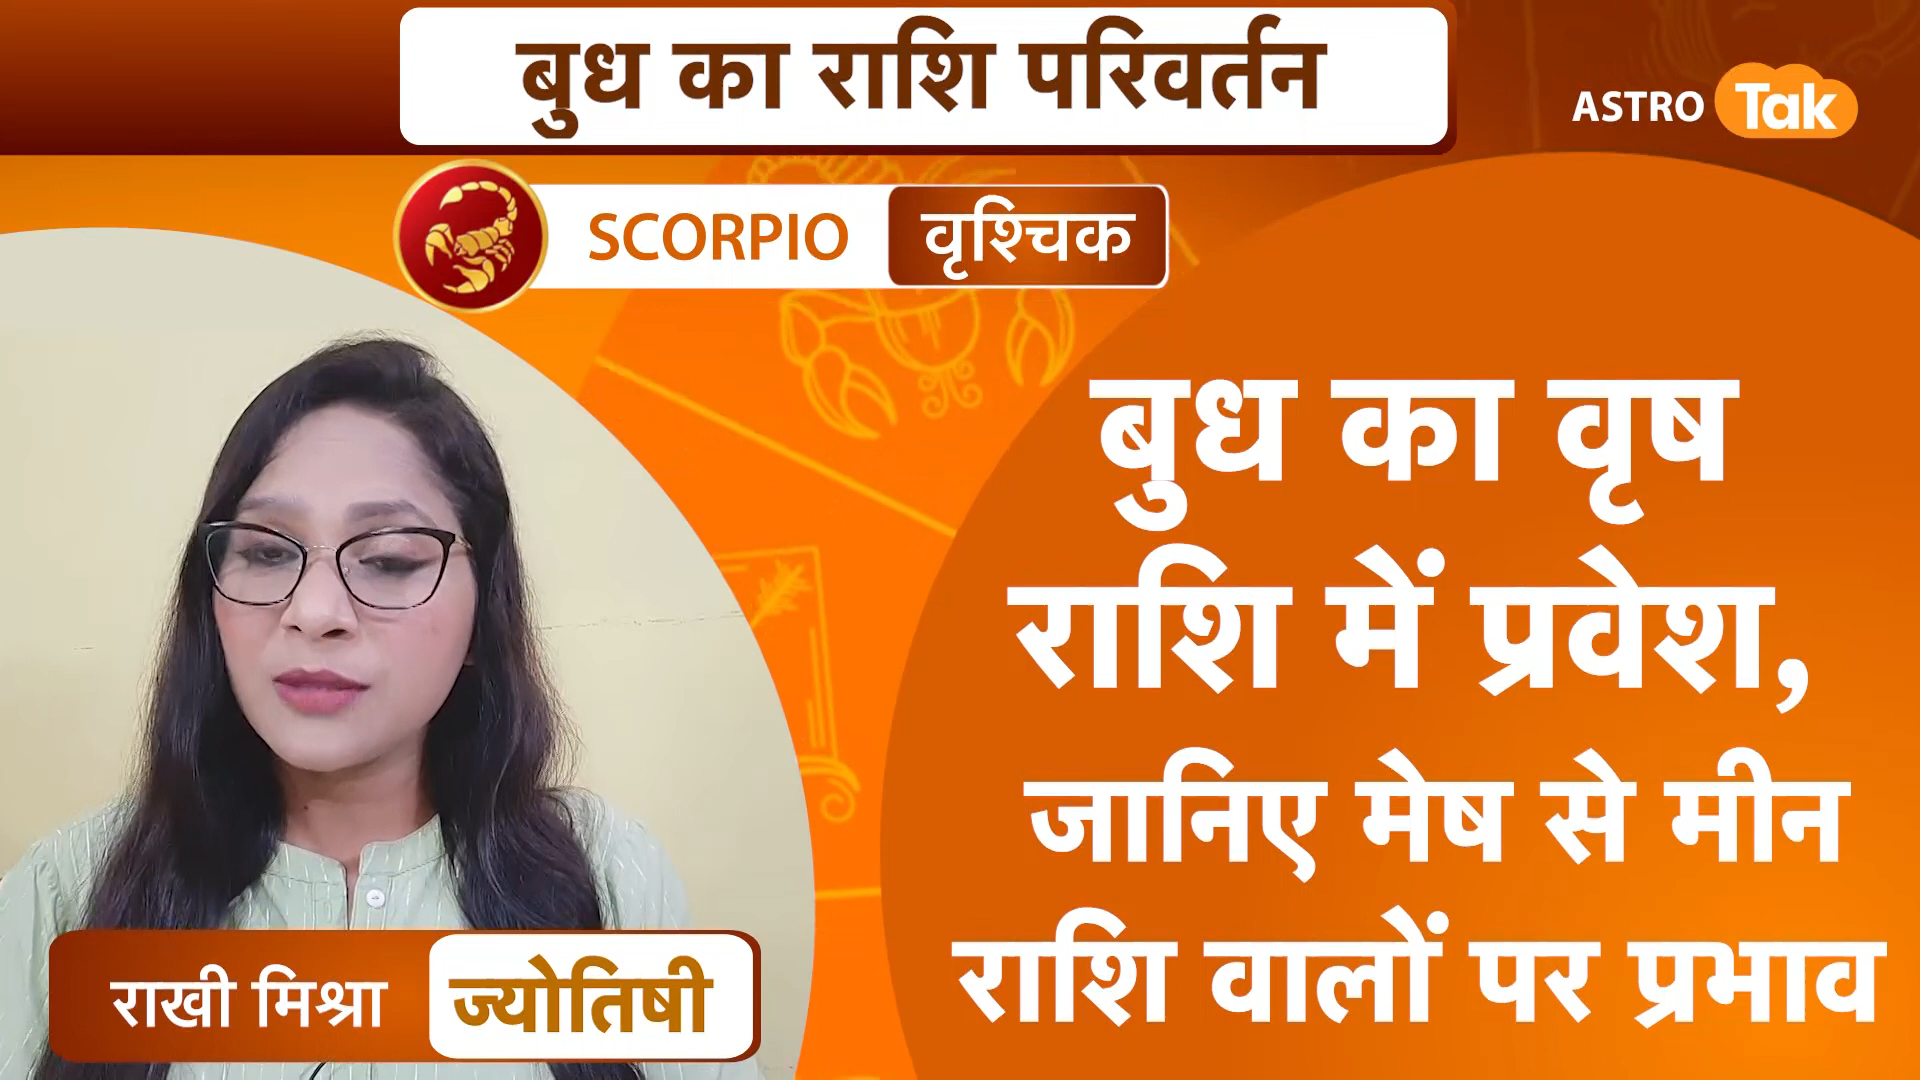 बुध का राशि परिवर्तन
ASTRO Tak
SCORPIO वृश्चिक
बुध का वृष
राशि में प्रवेश,
जानिए मेष से मीन
राशि वालों पर प्रभाव
राखी मिश्रा ज्योतिषी